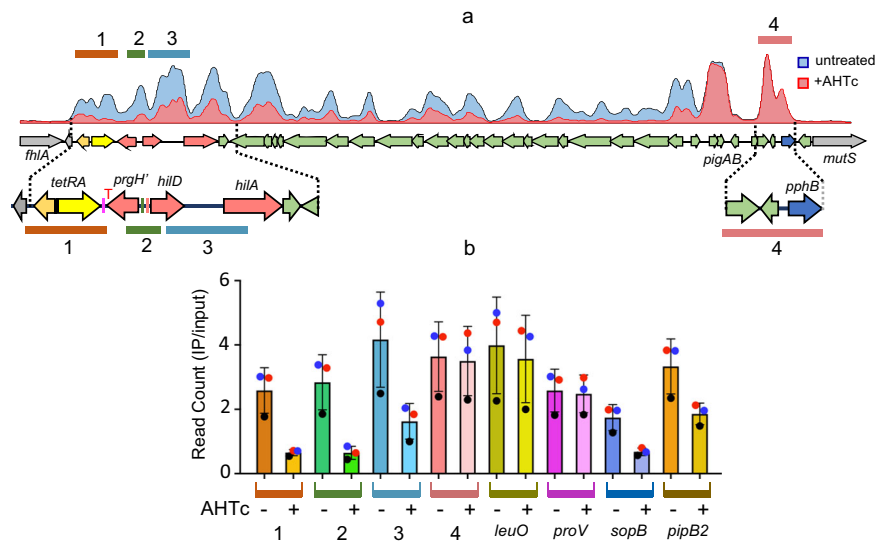 a
1 2 3 4
untreated
+AHTc
fhlA pigAB mutS
tetRA prgH' hilD hilA pphB
T
1 2 3 4
b
Read Count (IP/input)
6
4
2
0
AHTc - + - + - + - + - + - + - + - +
1 2 3 4 leuO proV sopB pipB2